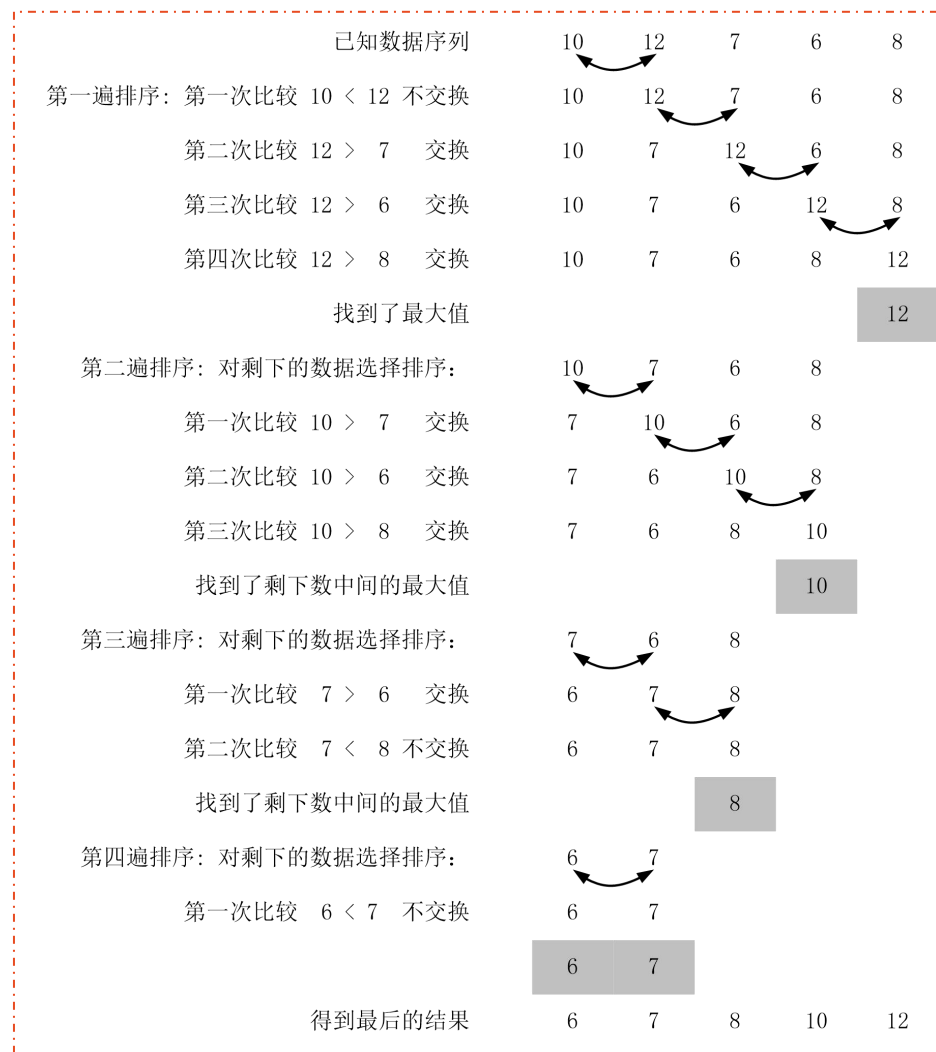 已知数据序列 10 12 7 6 8
第一遍排序: 第一次比较 10 < 12 不交换 10 12 7 6 8
第二次比较 12 > 7 交换 10 7 12 6 8
第三次比较 12 > 6 交换 10 7 6 12 8
第四次比较 12 > 8 交换 10 7 6 8 12
找到了最大值 12
第二遍排序: 对剩下的数据选择排序: 10 7 6 8
第一次比较 10 > 7 交换 7 10 6 8
第二次比较 10 > 6 交换 7 6 10 8
第三次比较 10 > 8 交换 7 6 8 10
找到了剩下数中间的最大值 10
第三遍排序: 对剩下的数据选择排序: 7 6 8
第一次比较 7 > 6 交换 6 7 8
第二次比较 7 < 8 不交换 6 7 8
找到了剩下数中间的最大值 8
第四遍排序: 对剩下的数据选择排序: 6 7
第一次比较 6 < 7 不交换 6 7
6 7
得到最后的结果 6 7 8 10 12